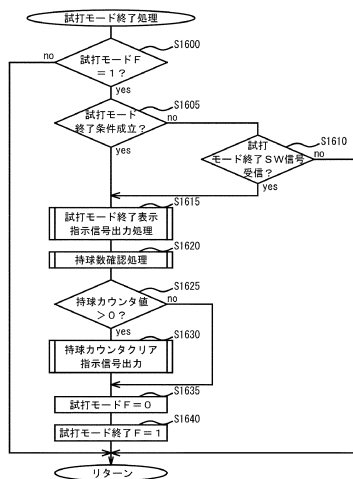 試打モード終了処理
S1600
試打モードF
=1?
no
yes
S1605
試打モード
終了条件成立?
no
yes
S1610
試打
モード終了SW信号
受信?
no
yes
S1615
試打モード終了表示
指示信号出力処理
S1620
持球数確認処理
S1625
持球カウンタ値
>0?
no
yes
S1630
持球カウンタクリア
指示信号出力
S1635
試打モードF=0
S1640
試打モード終了F=1
リターン